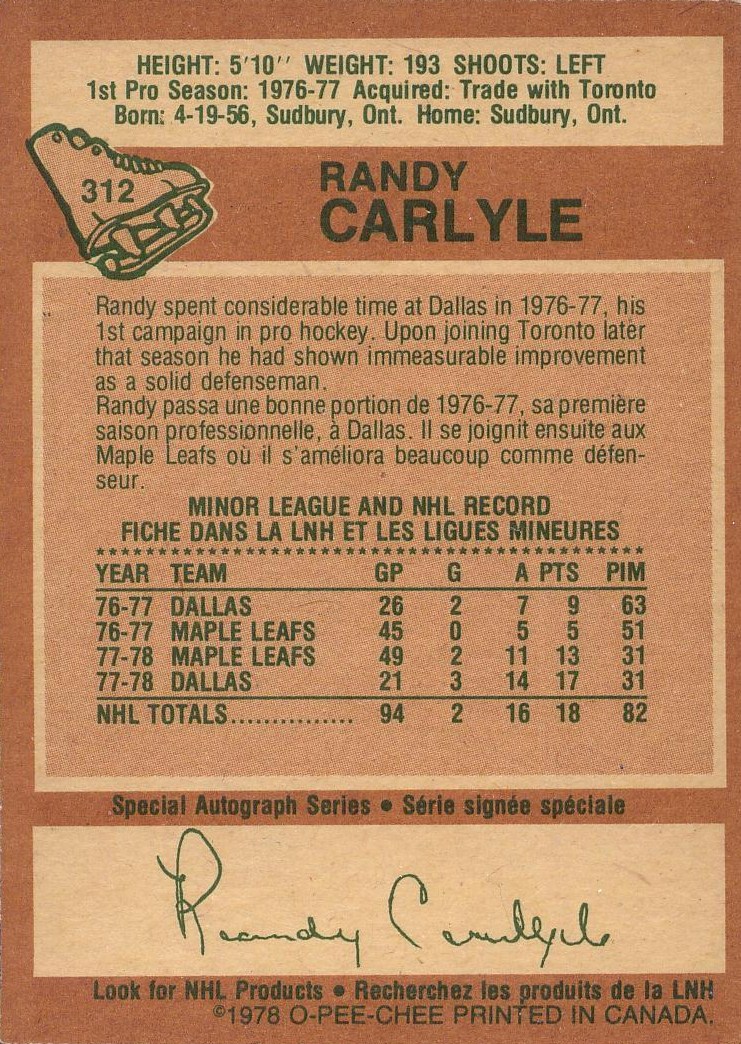 HEIGHT: 5'10'' WEIGHT: 193 SHOOTS: LEFT
1st Pro Season: 1976-77 Acquired: Trade with Toronto
Born: 4-19-56, Sudbury, Ont. Home: Sudbury, Ont.
312
RANDY
CARLYLE
Randy spent considerable time at Dallas in 1976-77, his
1st campaign in pro hockey. Upon joining Toronto later
that season he had shown immeasurable improvement
as a solid defenseman.
Randy passa une bonne portion de 1976-77, sa première
saison professionnelle, à Dallas. Il se joignit ensuite aux
Maple Leafs où il s'améliora beaucoup comme défen-
seur.
MINOR LEAGUE AND NHL RECORD
FICHE DANS LA LNH ET LES LIGUES MINEURES
YEAR TEAM GP G A PTS PIM
76-77 DALLAS 26 2 7 9 63
76-77 MAPLE LEAFS 45 0 5 5 51
77-78 MAPLE LEAFS 49 2 11 13 31
77-78 DALLAS 21 3 14 17 31
NHL TOTALS............... 94 2 16 18 82
Special Autograph Series • Série signée spéciale
Randy Carlyle
Look for NHL Products • Recherchez les produits de la LNH
©1978 O-PEE-CHEE PRINTED IN CANADA.